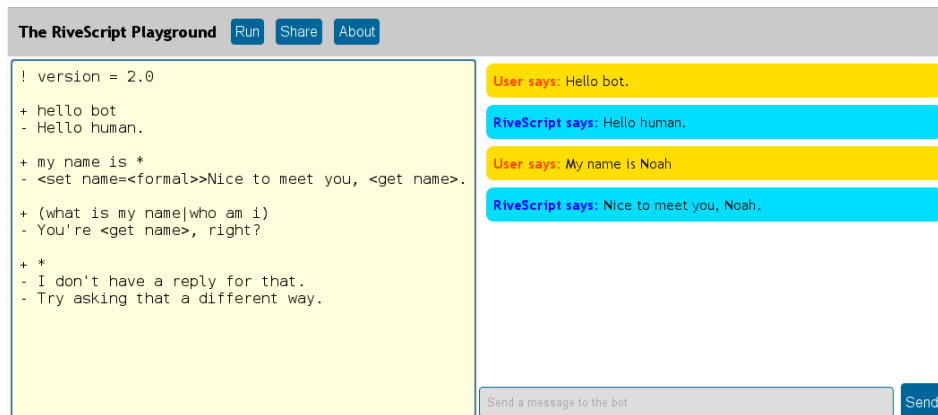 The RiveScript Playground Run Share About
! version = 2.0
+ hello bot
- Hello human.
+ my name is *
- <set name=<formal>>Nice to meet you, <get name>.
+ (what is my name|who am i)
- You're <get name>, right?
+ *
- I don't have a reply for that.
- Try asking that a different way.
User says: Hello bot.
RiveScript says: Hello human.
User says: My name is Noah
RiveScript says: Nice to meet you, Noah.
Send a message to the bot Send